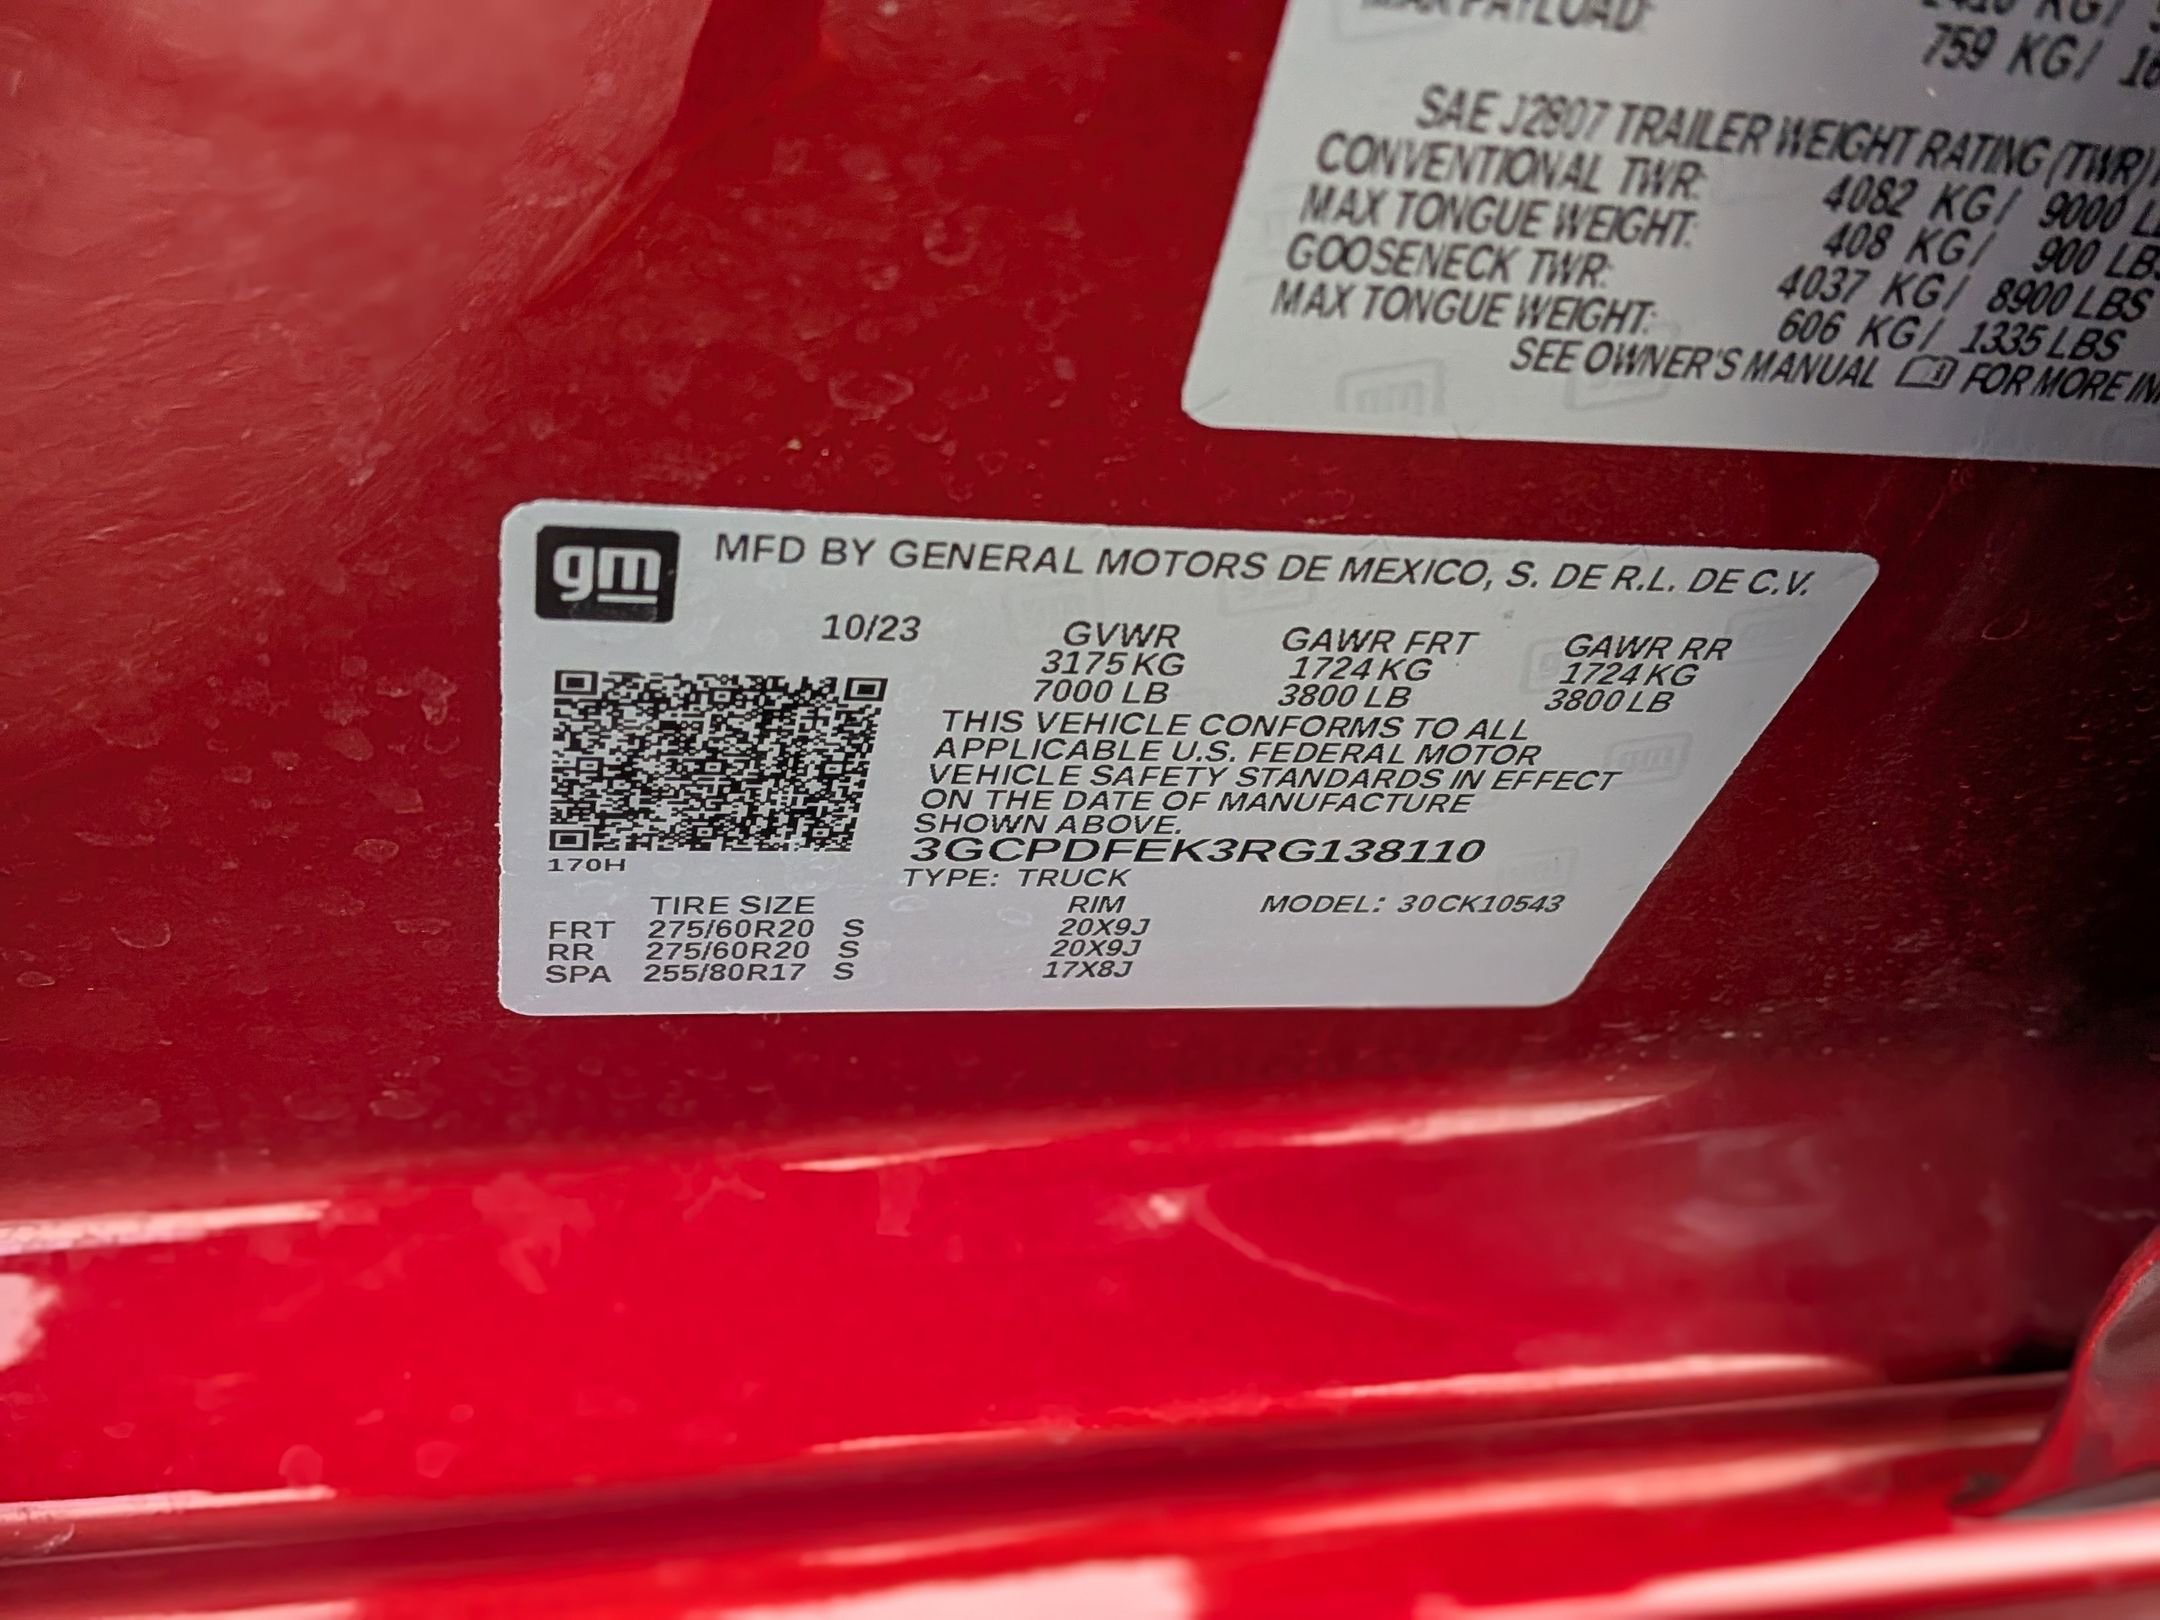 MAX PAYLOAD:
759 KG/
SAE J2807 TRAILER WEIGHT RATING (TWR)
CONVENTIONAL TWR: 4082 KG/ 9000
MAX TONGUE WEIGHT: 408 KG/ 900 LBS
GOOSENECK TWR: 4037 KG/ 8900 LBS
MAX TONGUE WEIGHT: 606 KG/ 1335 LBS
SEE OWNER'S MANUAL FOR MORE
gm
MFD BY GENERAL MOTORS DE MEXICO, S. DE R.L. DE C.V.
10/23 GVWR GAWR FRT GAWR RR
3175 KG 1724 KG 1724 KG
7000 LB 3800 LB 3800 LB
THIS VEHICLE CONFORMS TO ALL
APPLICABLE U.S. FEDERAL MOTOR
VEHICLE SAFETY STANDARDS IN EFFECT
ON THE DATE OF MANUFACTURE
SHOWN ABOVE.
3GCPDFEK3RG138110
170H
TYPE: TRUCK
TIRE SIZE RIM MODEL: 30CK10543
FRT 275/60R20 S 20X9J
RR 275/60R20 S 20X9J
SPA 255/80R17 S 17X8J